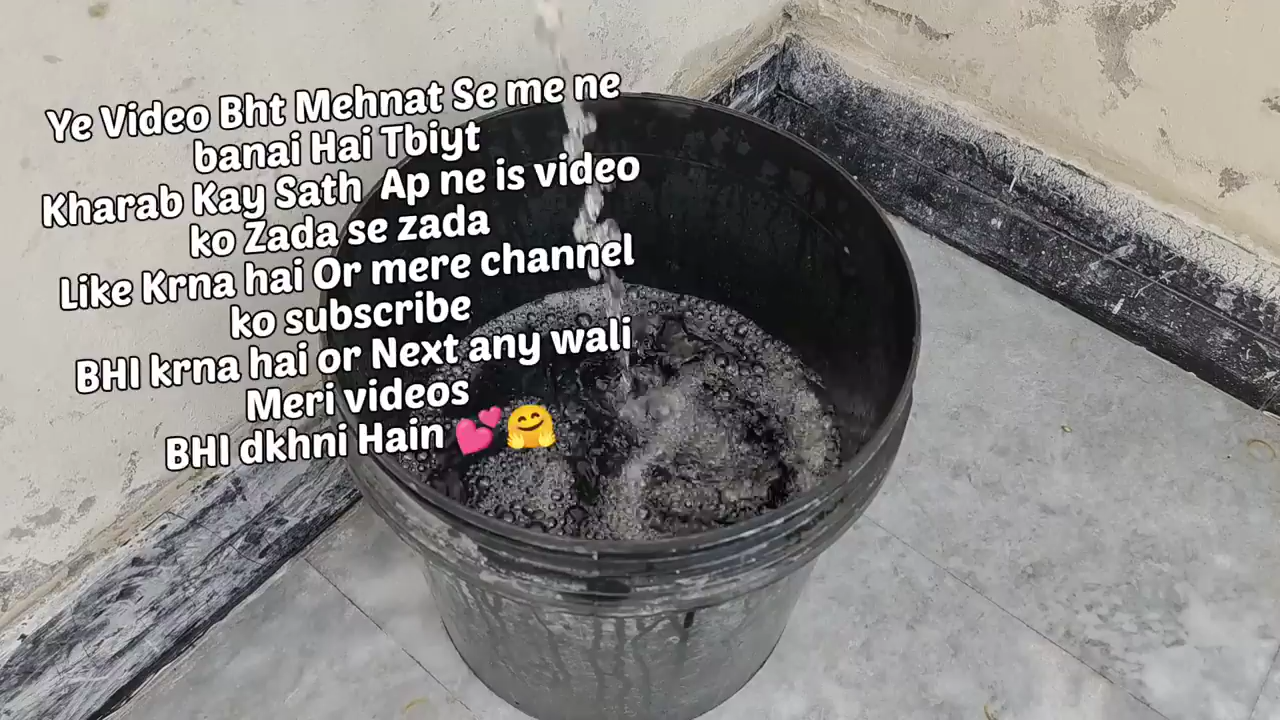 Ye Video Bht Mehnat Se me ne
banai Hai Tbiyt
Kharab Kay Sath Ap ne is video
ko Zada se zada
Like Krna hai Or mere channel
ko subscribe
BHI krna hai or Next any wali
Meri videos
BHI dkhni Hain 💕🤗